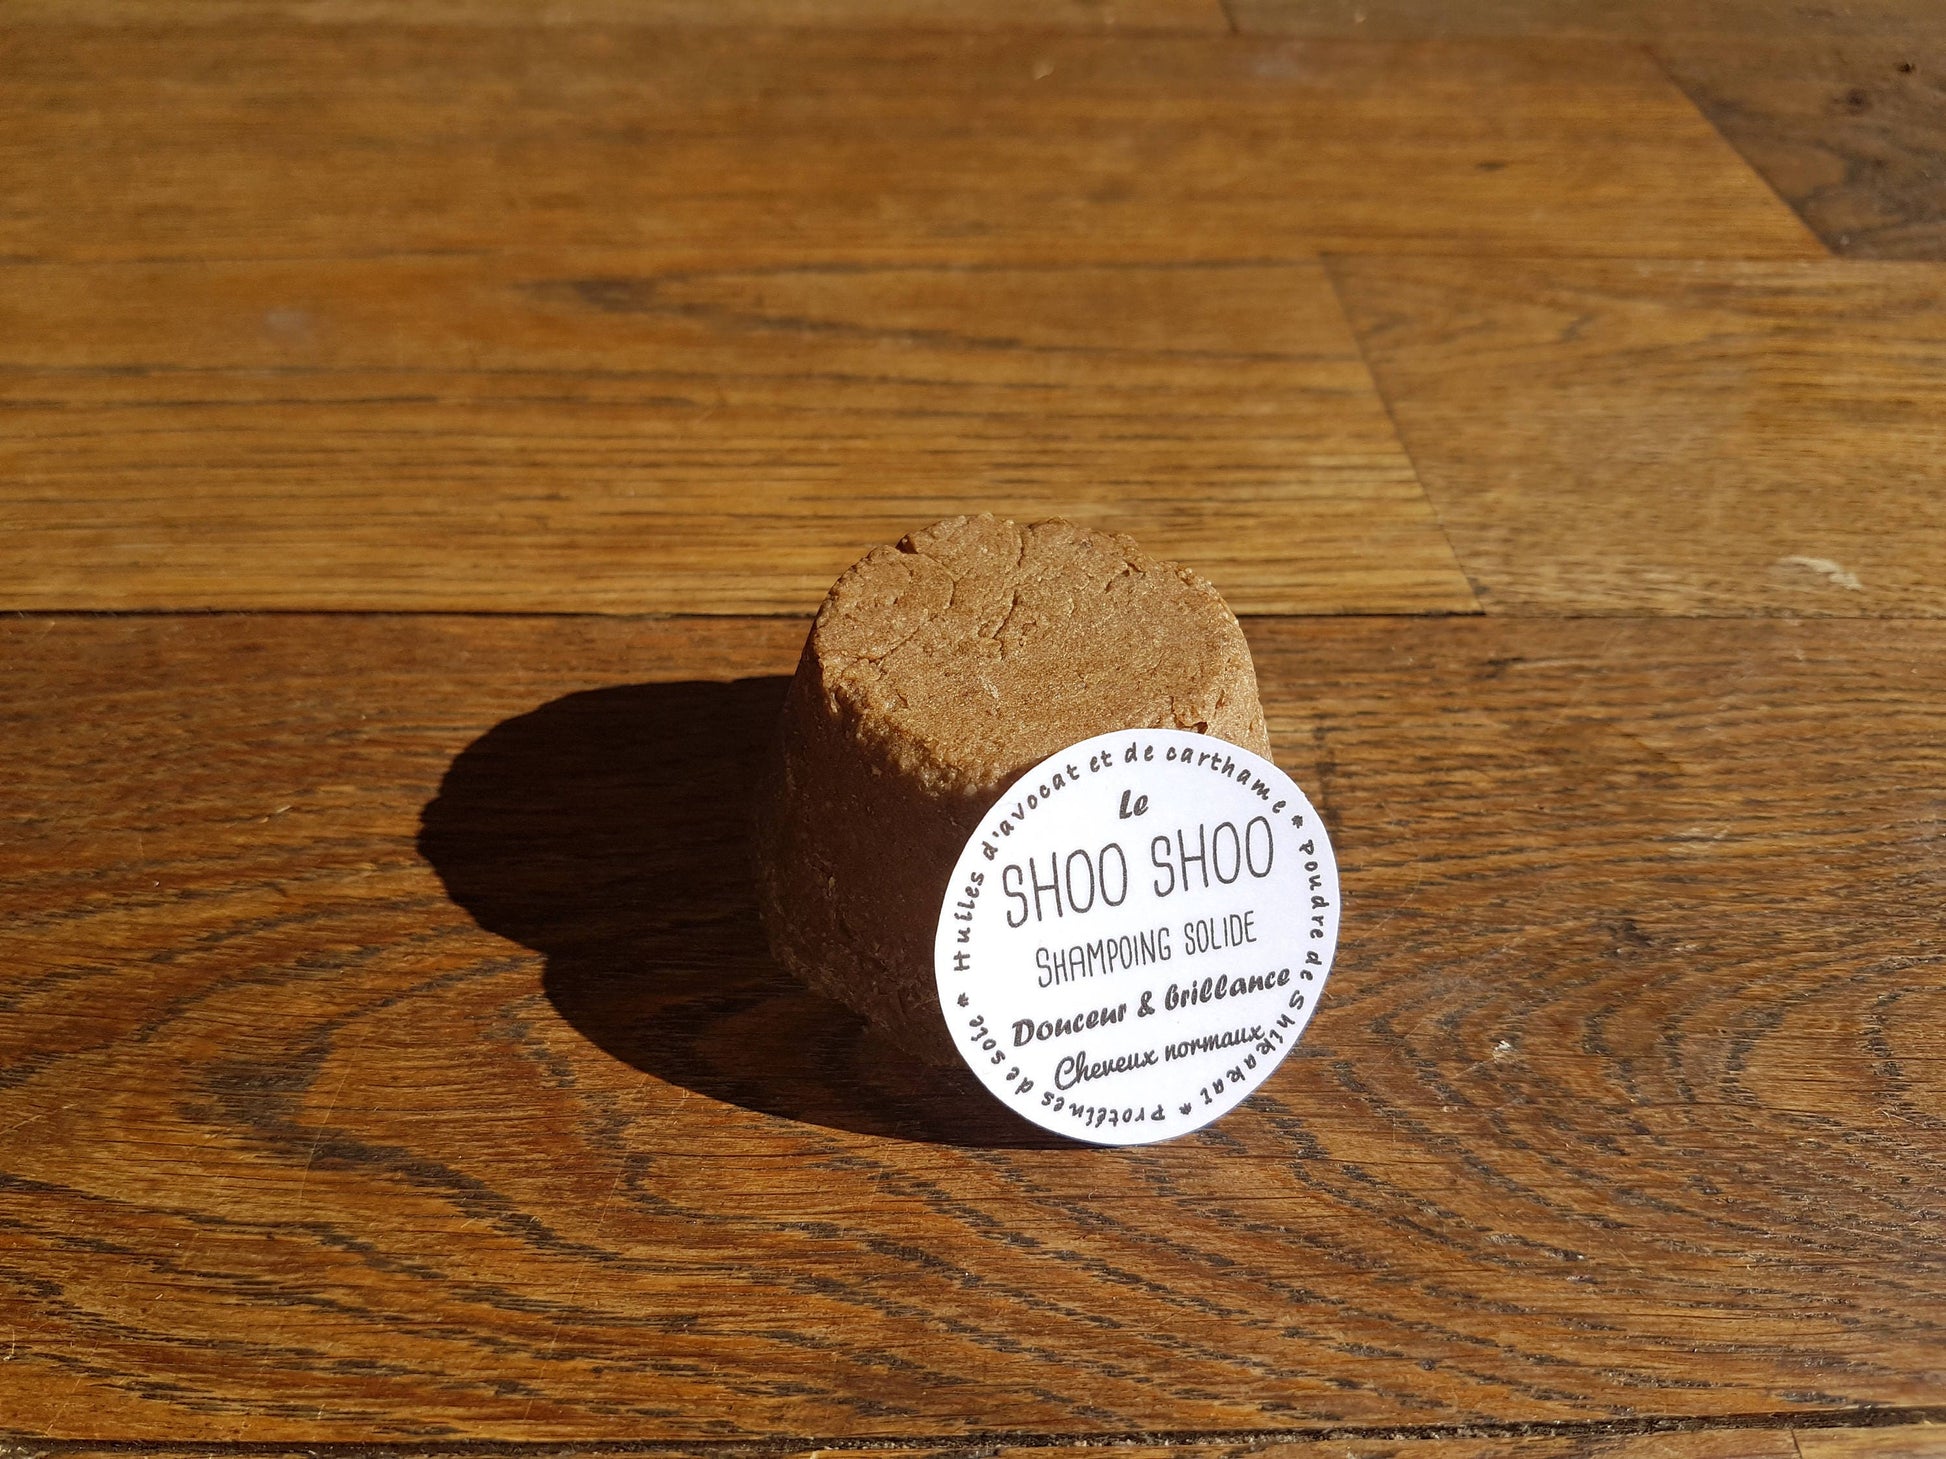 Le
SHOO SHOO
SHAMPOING SOLIDE
Douceur & Brillance
Cheveux normaux
* Huiles d'avocat et de carthame * Poudre de Shikakaï * Protéines de soie